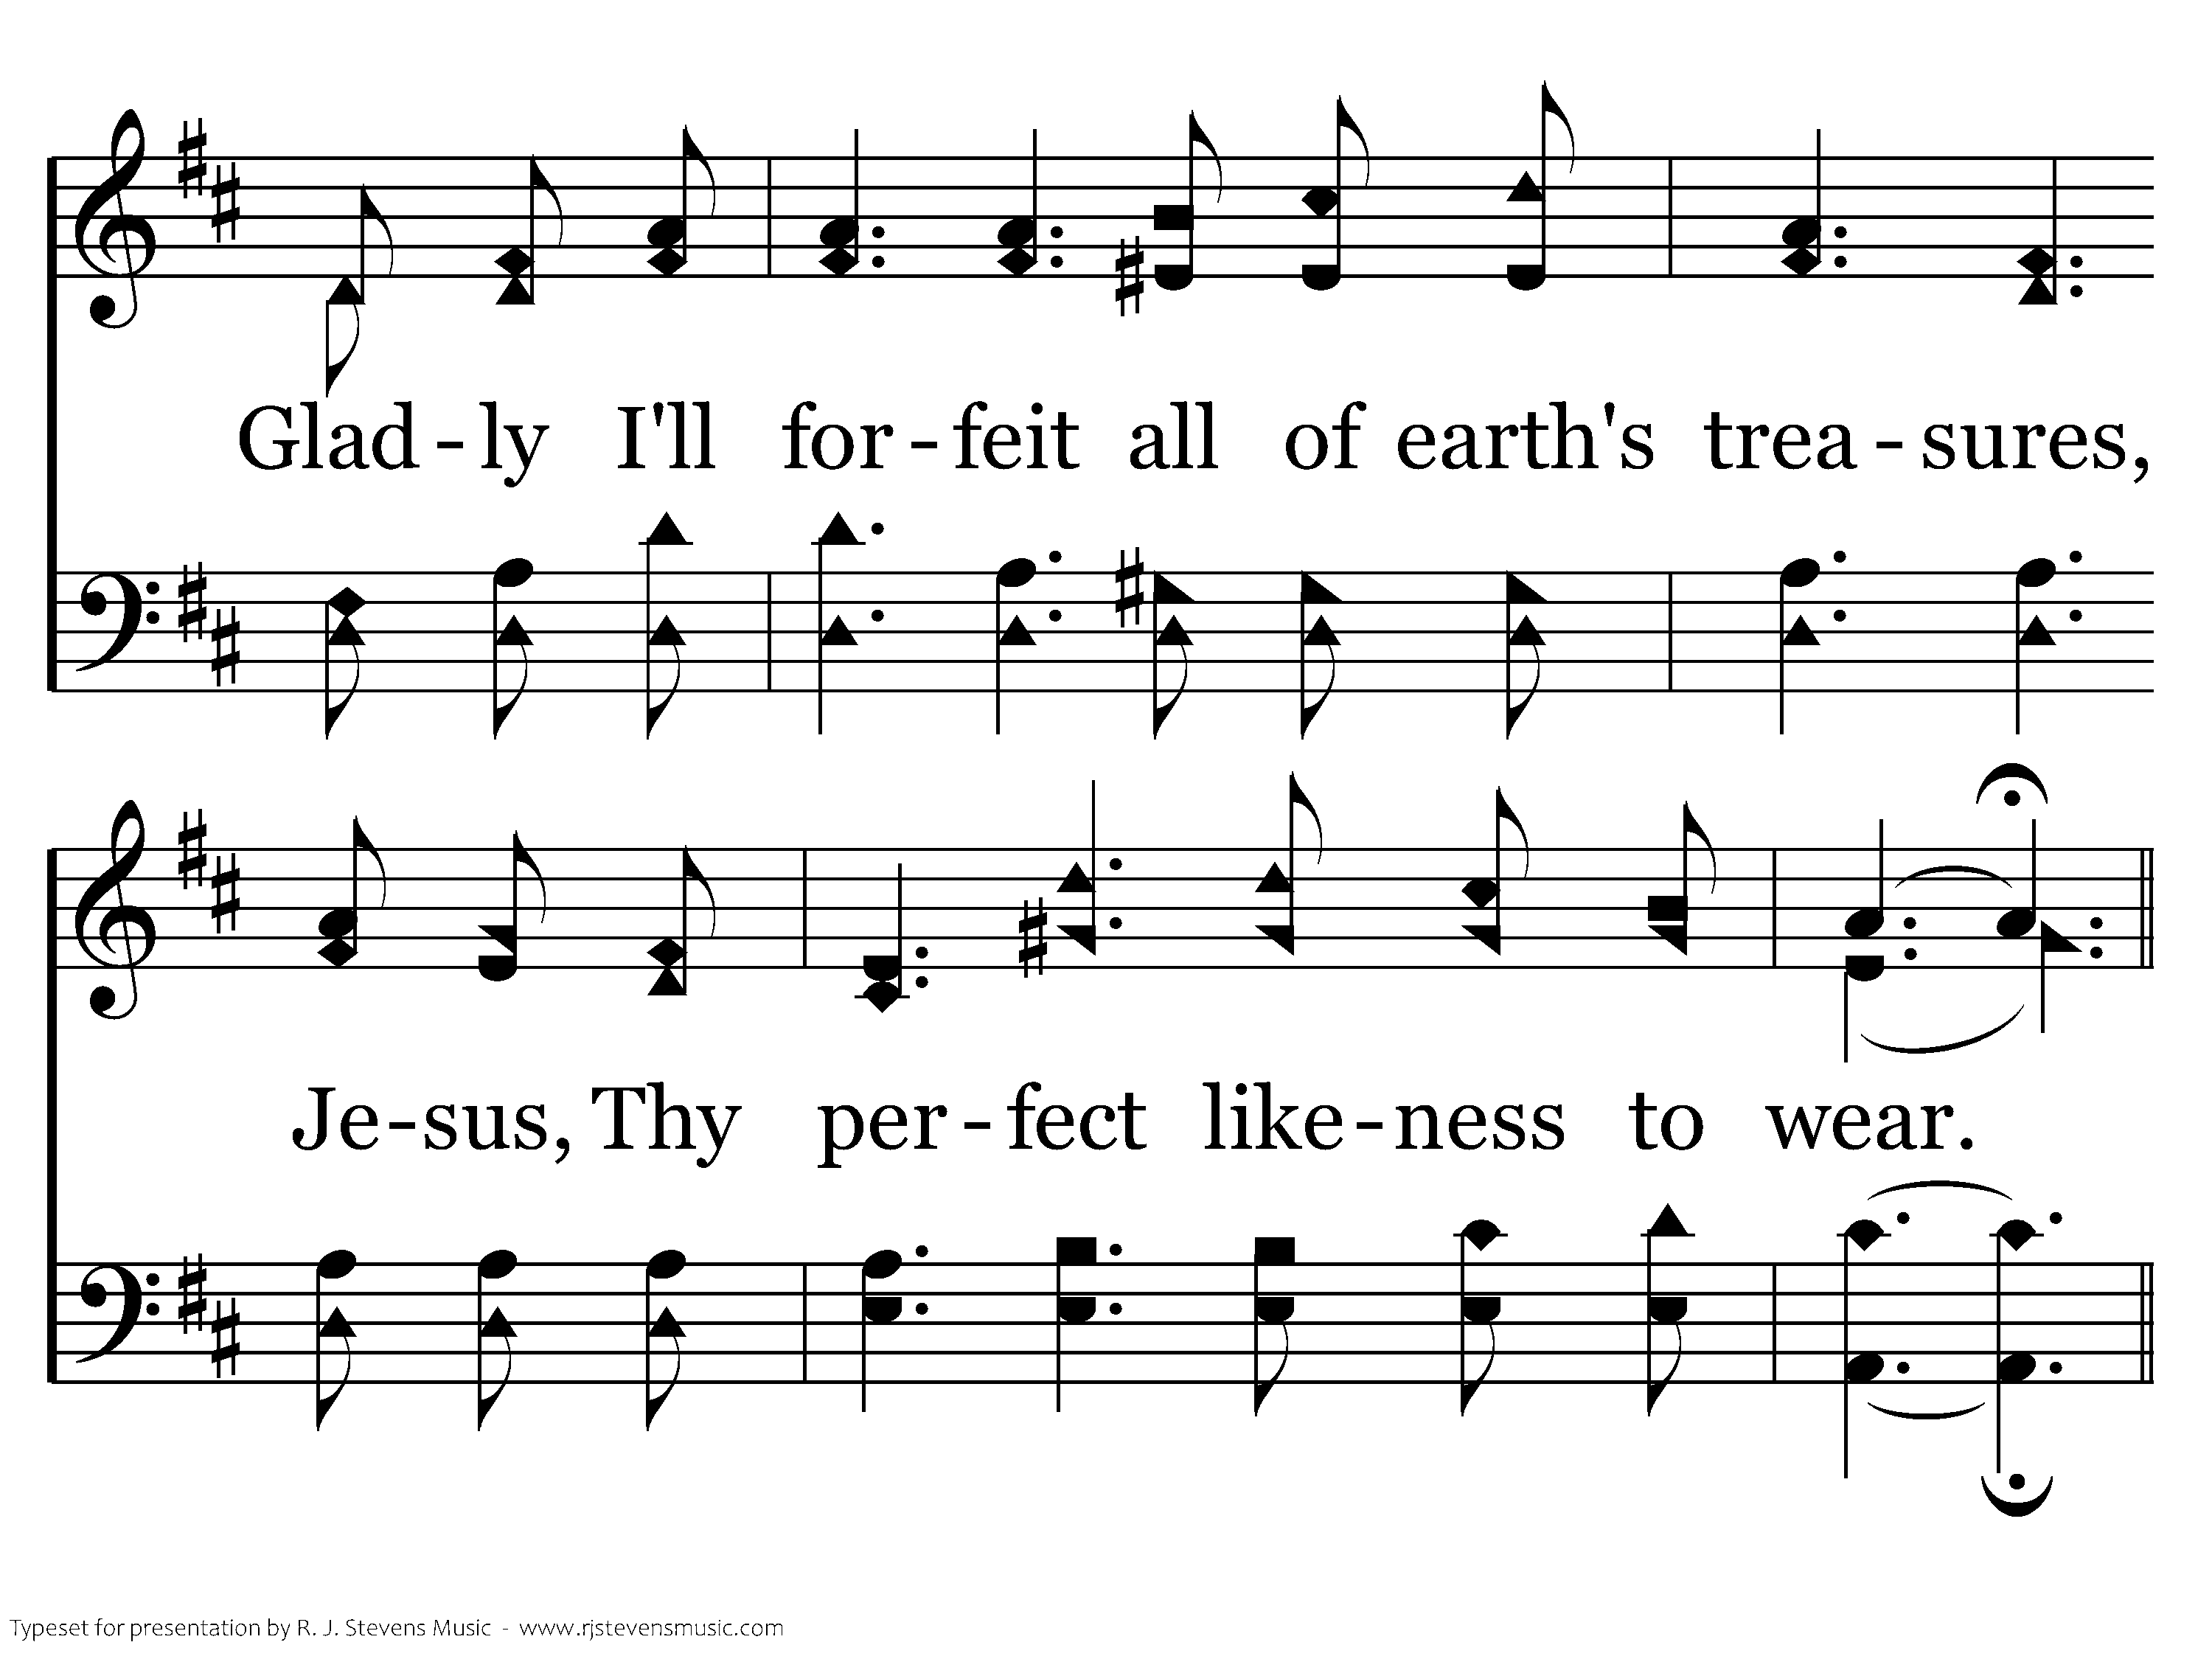 Glad - ly I'll for - feit all of earth's trea - sures,
Je - sus, Thy per - fect like - ness to wear.
Typeset for presentation by R. J. Stevens Music - www.rjstevensmusic.com